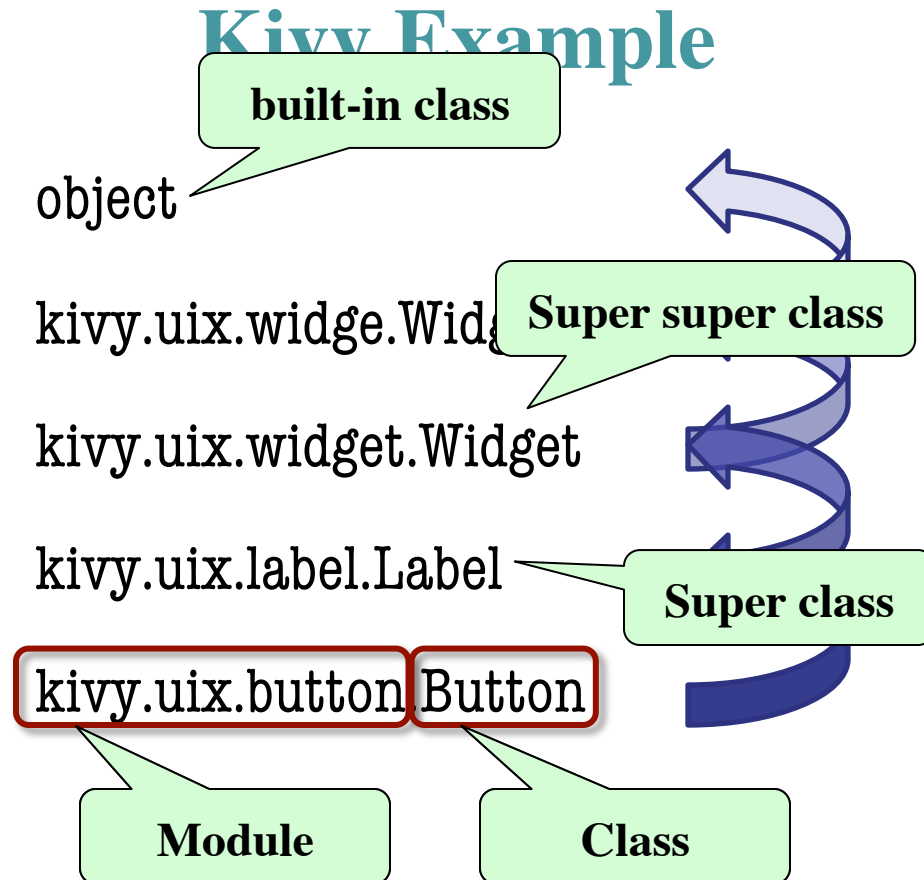 Kivy Example
built-in class
object
kivy.uix.widge.Widg
Super super class
kivy.uix.widget.Widget
kivy.uix.label.Label
Super class
kivy.uix.button.Button
Module
Class